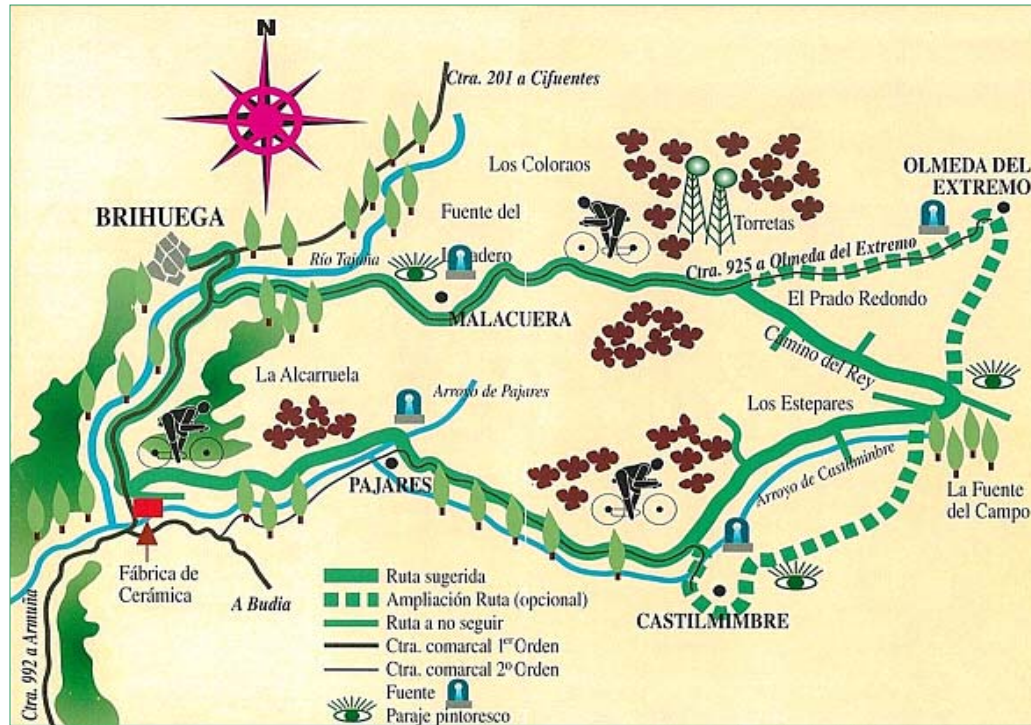 N
Ctra. 201 a Cifuentes
Los Coloraos
OLMEDA DEL
EXTREMO
BRIHUEGA
Fuente del
Torretas
Río Tajuña
Ctra. 925 a Olmeda del Extremo
El Prado Redondo
MALACUERA
Camino del Rey
La Alcarruela
Arroyo de Pajares
Los Estepares
Arroyo de Castilmimbre
PAJARES
La Fuente
del Campo
Fábrica de
Cerámica
A Budia
CASTILMIMBRE
Ctra. 992 a Armuña
Ruta sugerida
Ampliación Ruta (opcional)
Ruta a no seguir
Ctra. comarcal 1er Orden
Ctra. comarcal 2º Orden
Fuente
Paraje pintoresco